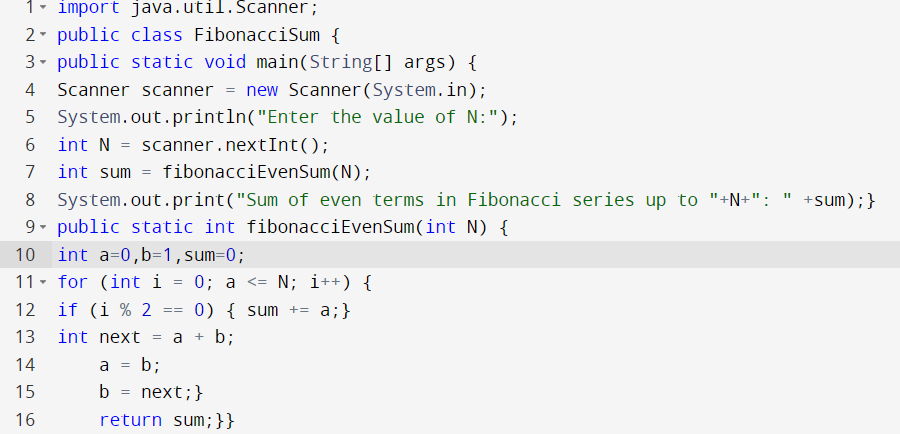 1 import java.util.Scanner;
2 public class FibonacciSum {
3 public static void main(String[] args) {
4 Scanner scanner = new Scanner(System.in);
5 System.out.println("Enter the value of N:");
6 int N = scanner.nextInt();
7 int sum = fibonacciEvenSum(N);
8 System.out.print("Sum of even terms in Fibonacci series up to "+N+": " +sum);}
9 public static int fibonacciEvenSum(int N) {
10 int a=0,b=1,sum=0;
11 for (int i = 0; a <= N; i++) {
12 if (i % 2 == 0) { sum += a;}
13 int next = a + b;
14     a = b;
15     b = next;}
16     return sum;}}